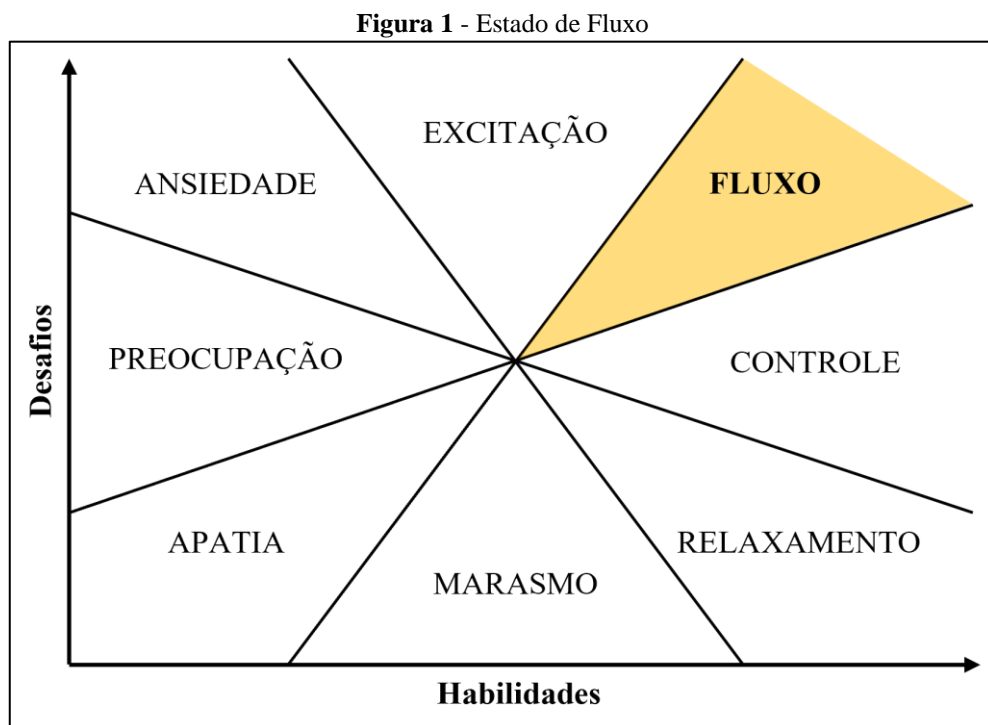 Figura 1 - Estado de Fluxo
EXCITAÇÃO
ANSIEDADE
FLUXO
PREOCUPAÇÃO
CONTROLE
Desafios
APATIA
RELAXAMENTO
MARASMO
Habilidades